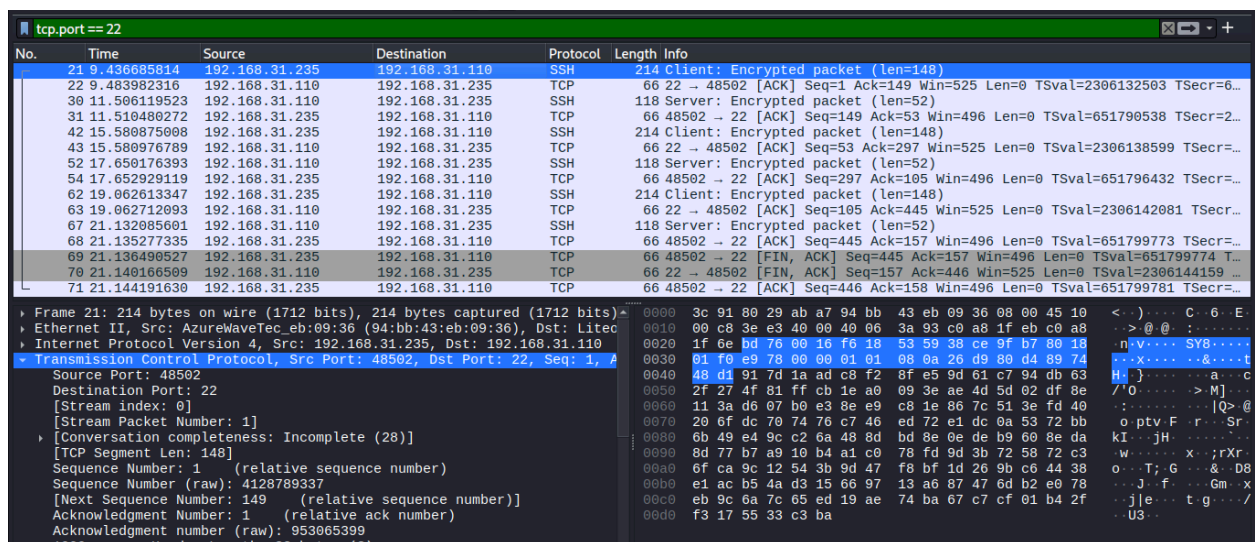 tcp.port == 22
No. Time Source Destination Protocol Length Info
21 9.436685814 192.168.31.235 192.168.31.110 SSH 214 Client: Encrypted packet (len=148)
22 9.483982316 192.168.31.110 192.168.31.235 TCP 66 22 → 48502 [ACK] Seq=1 Ack=149 Win=525 Len=0 TSval=2306132503 TSecr=6…
30 11.506119523 192.168.31.110 192.168.31.235 SSH 118 Server: Encrypted packet (len=52)
31 11.510480272 192.168.31.235 192.168.31.110 TCP 66 48502 → 22 [ACK] Seq=149 Ack=53 Win=496 Len=0 TSval=651790538 TSecr=2…
42 15.580875008 192.168.31.235 192.168.31.110 SSH 214 Client: Encrypted packet (len=148)
43 15.580976789 192.168.31.110 192.168.31.235 TCP 66 22 → 48502 [ACK] Seq=53 Ack=297 Win=525 Len=0 TSval=2306138599 TSecr=…
52 17.650176393 192.168.31.110 192.168.31.235 SSH 118 Server: Encrypted packet (len=52)
54 17.652929119 192.168.31.235 192.168.31.110 TCP 66 48502 → 22 [ACK] Seq=297 Ack=105 Win=496 Len=0 TSval=651796432 TSecr=…
62 19.062613347 192.168.31.235 192.168.31.110 SSH 214 Client: Encrypted packet (len=148)
63 19.062712093 192.168.31.110 192.168.31.235 TCP 66 22 → 48502 [ACK] Seq=105 Ack=445 Win=525 Len=0 TSval=2306142081 TSecr…
67 21.132085601 192.168.31.110 192.168.31.235 SSH 118 Server: Encrypted packet (len=52)
68 21.135277335 192.168.31.235 192.168.31.110 TCP 66 48502 → 22 [ACK] Seq=445 Ack=157 Win=496 Len=0 TSval=651799773 TSecr=…
69 21.136490527 192.168.31.235 192.168.31.110 TCP 66 48502 → 22 [FIN, ACK] Seq=445 Ack=157 Win=496 Len=0 TSval=651799774 T…
70 21.140166509 192.168.31.110 192.168.31.235 TCP 66 22 → 48502 [FIN, ACK] Seq=157 Ack=446 Win=525 Len=0 TSval=2306144159 …
71 21.144191630 192.168.31.235 192.168.31.110 TCP 66 48502 → 22 [ACK] Seq=446 Ack=158 Win=496 Len=0 TSval=651799781 TSecr=…
Frame 21: 214 bytes on wire (1712 bits), 214 bytes captured (1712 bits)
Ethernet II, Src: AzureWaveTec_eb:09:36 (94:bb:43:eb:09:36), Dst: Liteo
Internet Protocol Version 4, Src: 192.168.31.235, Dst: 192.168.31.110
Transmission Control Protocol, Src Port: 48502, Dst Port: 22, Seq: 1, A
Source Port: 48502
Destination Port: 22
[Stream index: 0]
[Stream Packet Number: 1]
[Conversation completeness: Incomplete (28)]
[TCP Segment Len: 148]
Sequence Number: 1 (relative sequence number)
Sequence Number (raw): 4128789337
[Next Sequence Number: 149 (relative sequence number)]
Acknowledgment Number: 1 (relative ack number)
Acknowledgment number (raw): 953065399
0000 3c 91 80 29 ab a7 94 bb 43 eb 09 36 08 00 45 10 <··)···· C··6··E·
0010 00 c8 3e e3 40 00 40 06 3a 93 c0 a8 1f eb c0 a8 ··>·@·@· :·······
0020 1f 6e bd 76 00 16 f6 18 53 59 38 ce 9f b7 80 18 ·n·v···· SY8·····
0030 01 f0 e9 78 00 00 01 01 08 0a 26 d9 80 d4 89 74 ···x···· ··&····t
0040 48 d1 91 7d 1a ad c8 f2 8f e5 9d 61 c7 94 db 63 H··}···· ···a···c
0050 2f 27 4f 81 ff cb 1e a0 09 3e ae 4d 5d 02 df 8e /'O····· ·>·M]···
0060 11 3a d6 07 b0 e3 8e e9 c8 1e 86 7c 51 3e fd 40 ·:······ ···|Q>·@
0070 20 6f dc 70 74 76 c7 46 ed 72 e1 dc 0a 53 72 bb o·ptv·F ·r···Sr·
0080 6b 49 e4 9c c2 6a 48 8d bd 8e 0e de b9 60 8e da kI···jH· ·····`··
0090 8d 77 b7 a9 10 b4 a1 c0 78 fd 9d 3b 72 58 72 c3 ·w······ x··;rXr·
00a0 6f ca 9c 12 54 3b 9d 47 f8 bf 1d 26 9b c6 44 38 o···T;·G ···&··D8
00b0 e1 ac b5 4a d3 15 66 97 13 a6 87 47 6d b2 e0 78 ···J··f· ···Gm··x
00c0 eb 9c 6a 7c 65 ed 19 ae 74 ba 67 c7 cf 01 b4 2f ··j|e··· t·g····/
00d0 f3 17 55 33 c3 ba ··U3··